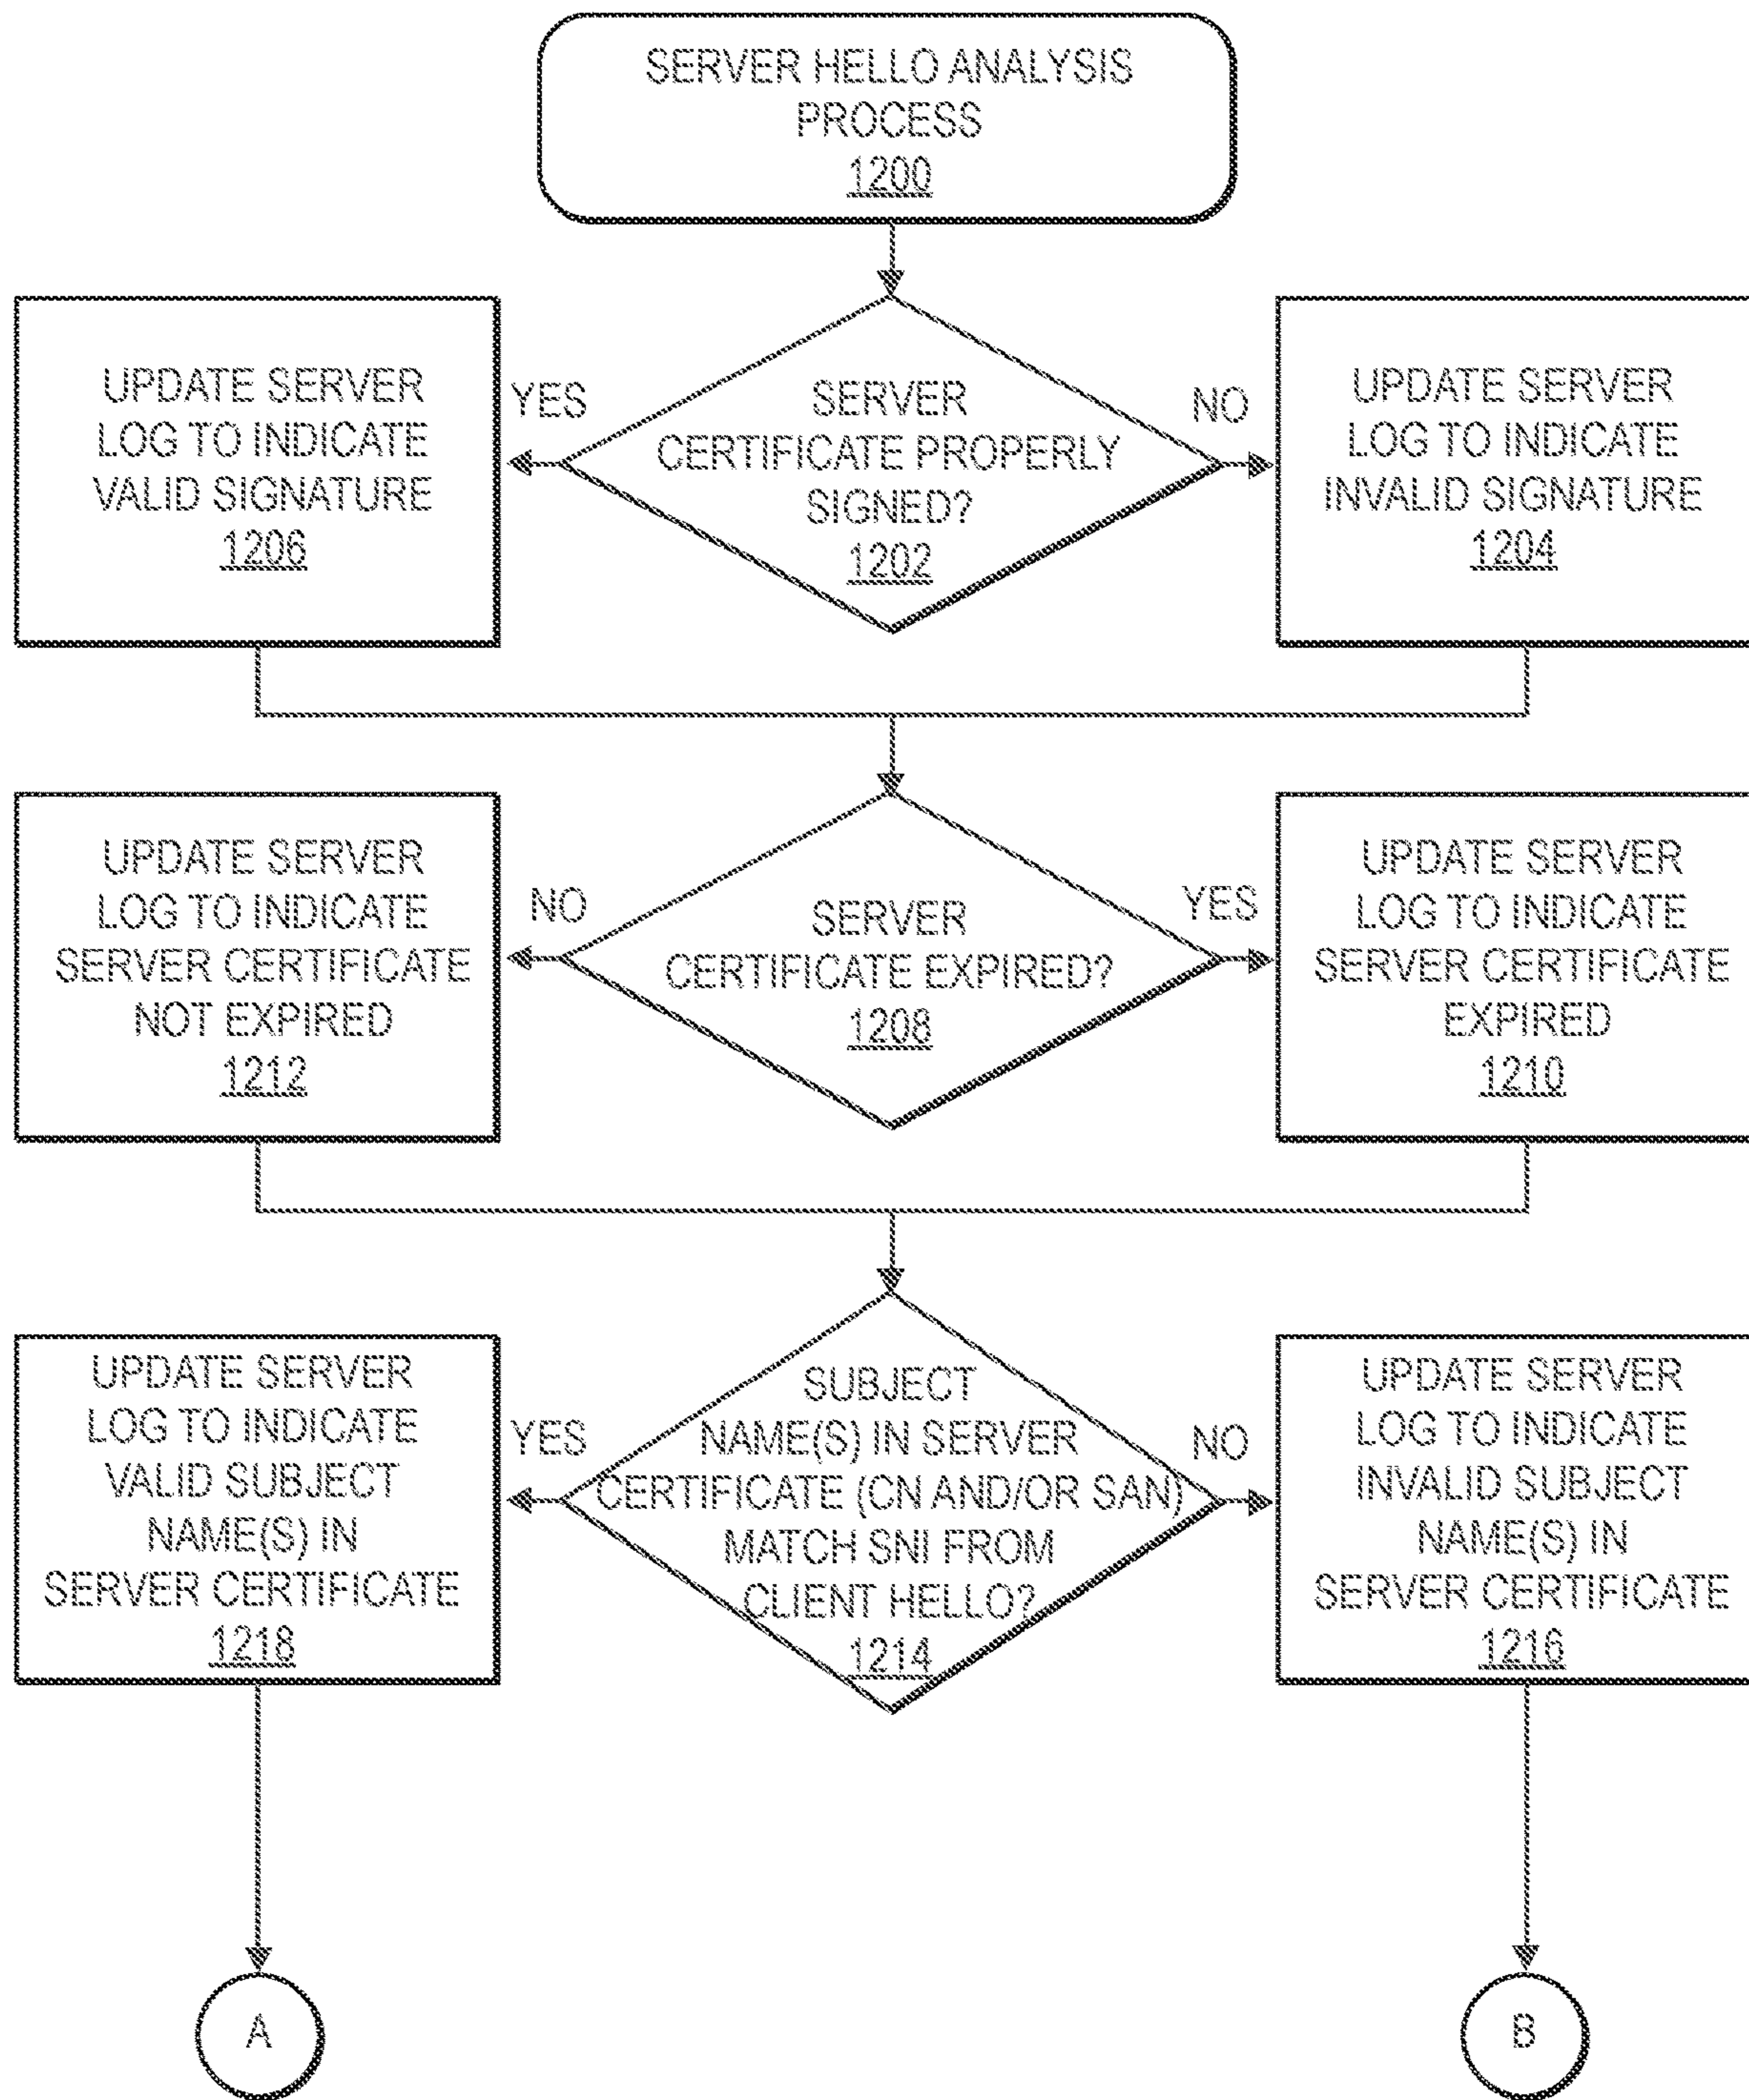 SERVER HELLO ANALYSIS
PROCESS
1200
UPDATE SERVER
LOG TO INDICATE
VALID SIGNATURE
1206
YES
SERVER
CERTIFICATE PROPERLY
SIGNED?
1202
NO
UPDATE SERVER
LOG TO INDICATE
INVALID SIGNATURE
1204
UPDATE SERVER
LOG TO INDICATE
SERVER CERTIFICATE
NOT EXPIRED
1212
NO
SERVER
CERTIFICATE EXPIRED?
1208
YES
UPDATE SERVER
LOG TO INDICATE
SERVER CERTIFICATE
EXPIRED
1210
UPDATE SERVER
LOG TO INDICATE
VALID SUBJECT
NAME(S) IN
SERVER CERTIFICATE
1218
YES
SUBJECT
NAME(S) IN SERVER
CERTIFICATE (CN AND/OR SAN)
MATCH SNI FROM
CLIENT HELLO?
1214
NO
UPDATE SERVER
LOG TO INDICATE
INVALID SUBJECT
NAME(S) IN
SERVER CERTIFICATE
1216
A
B